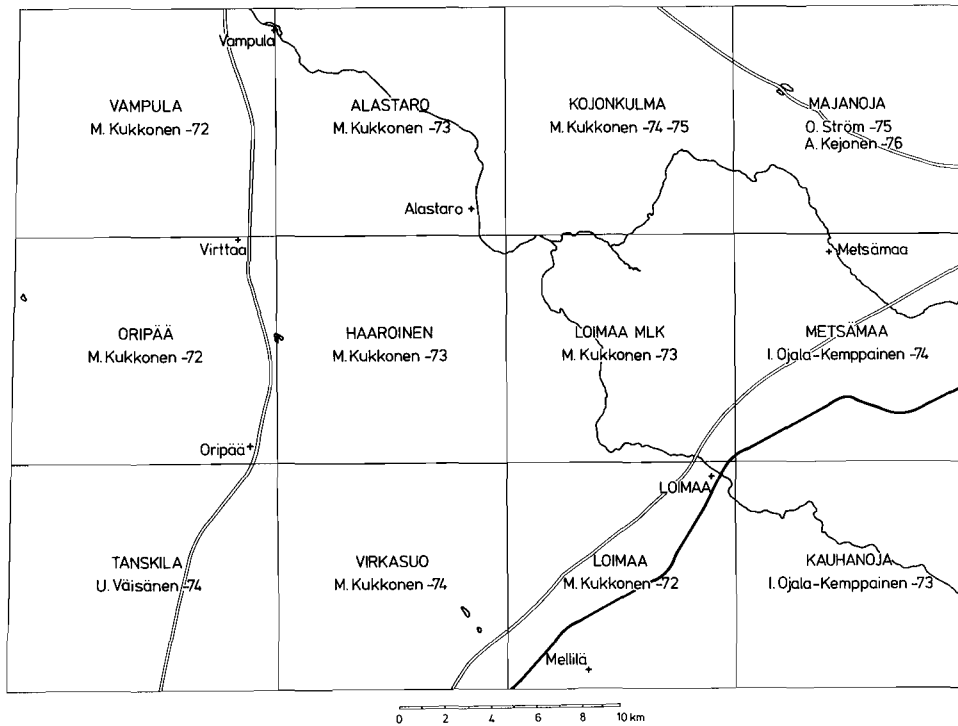 Vampula
VAMPULA
M. Kukkonen -72
ALASTARO
M. Kukkonen -73
KOJONKULMA
M. Kukkonen -74 -75
MAJANOJA
O. Ström -75
A. Kejonen -76
Alastaro
Virttaa
Metsämaa
ORIPÄÄ
M. Kukkonen -72
HAAROINEN
M. Kukkonen -73
LOIMAA MLK
M. Kukkonen -73
METSÄMAA
I. Ojala-Kemppainen -74
Oripää
LOIMAA
TANSKILA
U. Väisänen -74
VIRKASUO
M. Kukkonen -74
LOIMAA
M. Kukkonen -72
KAUHANOJA
I. Ojala-Kemppainen -73
Mellilä
0 2 4 6 8 10 km